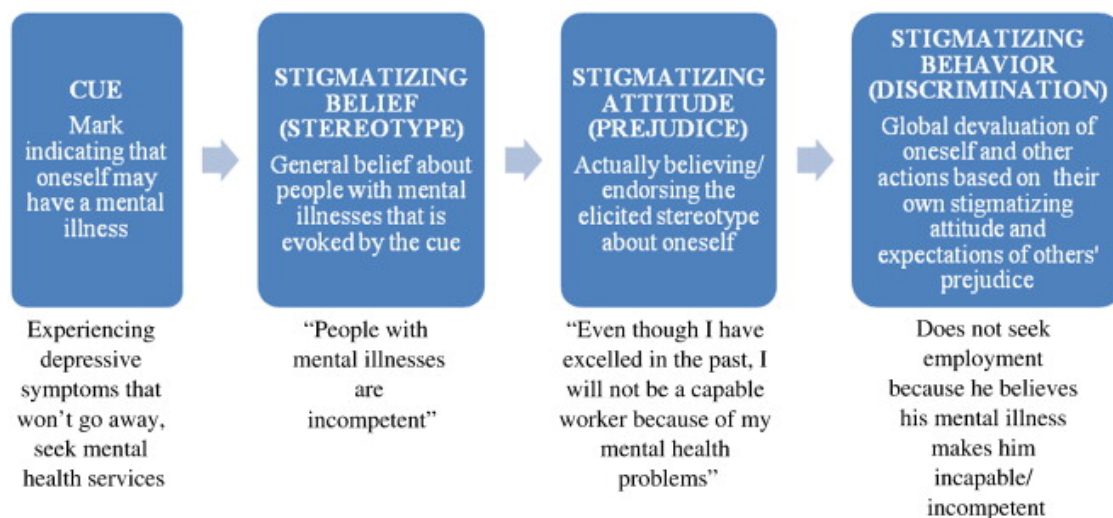 CUE
Mark
indicating that
oneself may
have a mental
illness
STIGMATIZING
BELIEF
(STEREOTYPE)
General belief about
people with mental
illnesses that is
evoked by the cue
STIGMATIZING
ATTITUDE
(PREJUDICE)
Actually believing/
endorsing the
elicited stereotype
about oneself
STIGMATIZING
BEHAVIOR
(DISCRIMINATION)
Global devaluation of
oneself and other
actions based on their
own stigmatizing
attitude and
expectations of others'
prejudice
Experiencing
depressive
symptoms that
won’t go away,
seek mental
health services
“People with
mental illnesses
are
incompetent”
“Even though I have
excelled in the past, I
will not be a capable
worker because of my
mental health
problems”
Does not seek
employment
because he believes
his mental illness
makes him
incapable/
incompetent